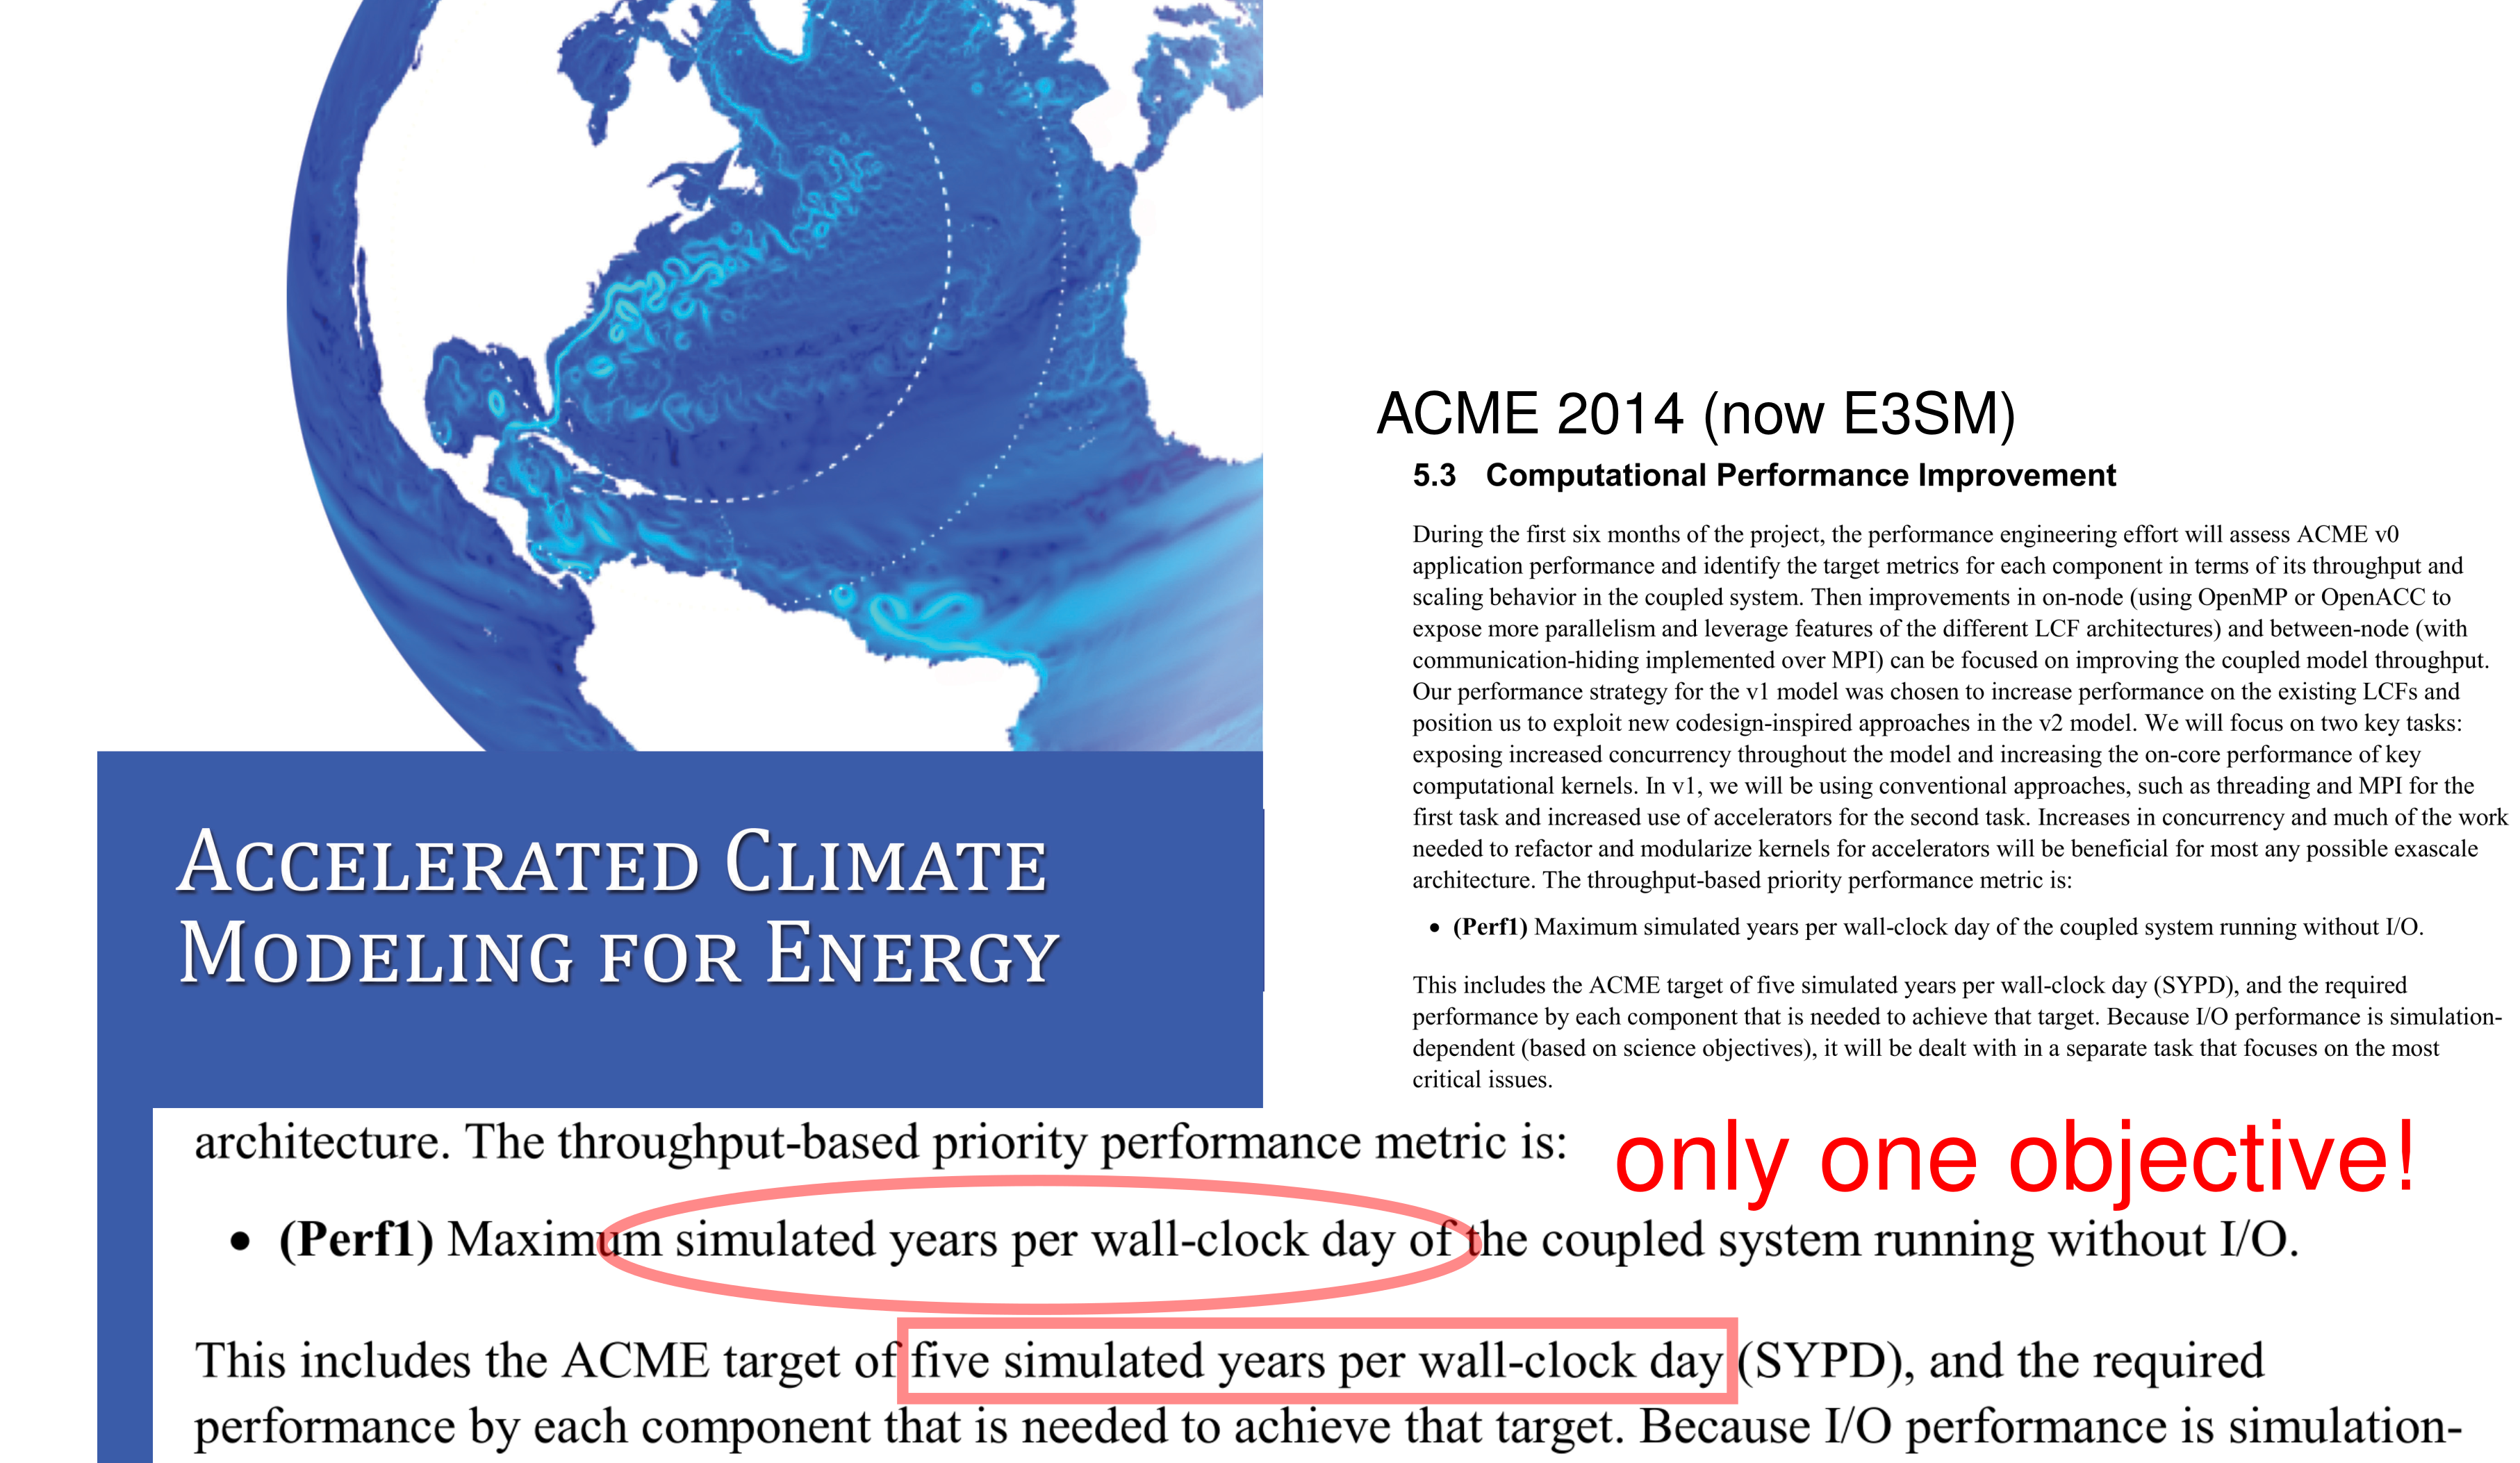 ACME 2014 (now E3SM)
5.3 Computational Performance Improvement
During the first six months of the project, the performance engineering effort will assess ACME v0
application performance and identify the target metrics for each component in terms of its throughput and
scaling behavior in the coupled system. Then improvements in on-node (using OpenMP or OpenACC to
expose more parallelism and leverage features of the different LCF architectures) and between-node (with
communication-hiding implemented over MPI) can be focused on improving the coupled model throughput.
Our performance strategy for the v1 model was chosen to increase performance on the existing LCFs and
position us to exploit new codesign-inspired approaches in the v2 model. We will focus on two key tasks:
exposing increased concurrency throughout the model and increasing the on-core performance of key
computational kernels. In v1, we will be using conventional approaches, such as threading and MPI for the
first task and increased use of accelerators for the second task. Increases in concurrency and much of the work
needed to refactor and modularize kernels for accelerators will be beneficial for most any possible exascale
architecture. The throughput-based priority performance metric is:
• (Perf1) Maximum simulated years per wall-clock day of the coupled system running without I/O.
This includes the ACME target of five simulated years per wall-clock day (SYPD), and the required
performance by each component that is needed to achieve that target. Because I/O performance is simulation-
dependent (based on science objectives), it will be dealt with in a separate task that focuses on the most
critical issues.
ACCELERATED CLIMATE
MODELING FOR ENERGY
architecture. The throughput-based priority performance metric is:
only one objective!
• (Perf1) Maximum simulated years per wall-clock day of the coupled system running without I/O.
This includes the ACME target of five simulated years per wall-clock day (SYPD), and the required
performance by each component that is needed to achieve that target. Because I/O performance is simulation-